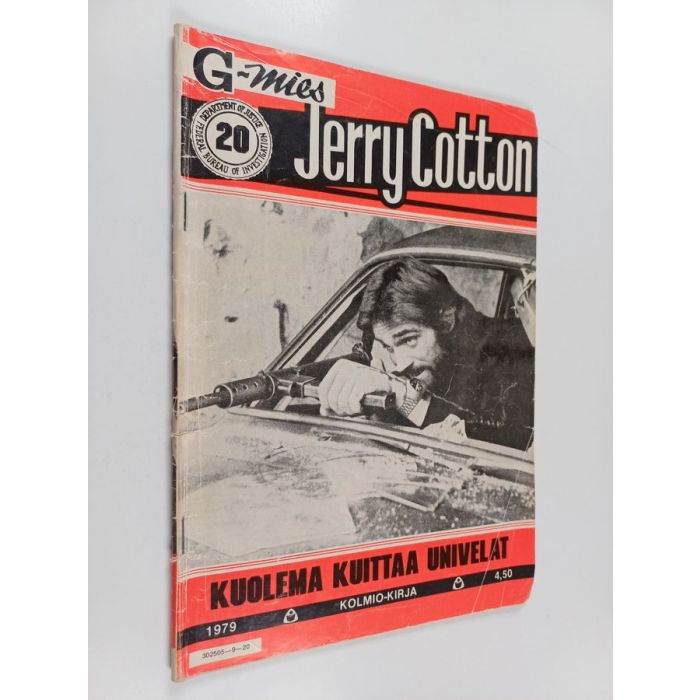 G-mies
DEPARTMENT OF JUSTICE
20
FEDERAL BUREAU OF INVESTIGATION
Jerry Cotton
KUOLEMA KUITTAA UNIVELAT
1979 KOLMIO-KIRJA 4,50
302505-9-20